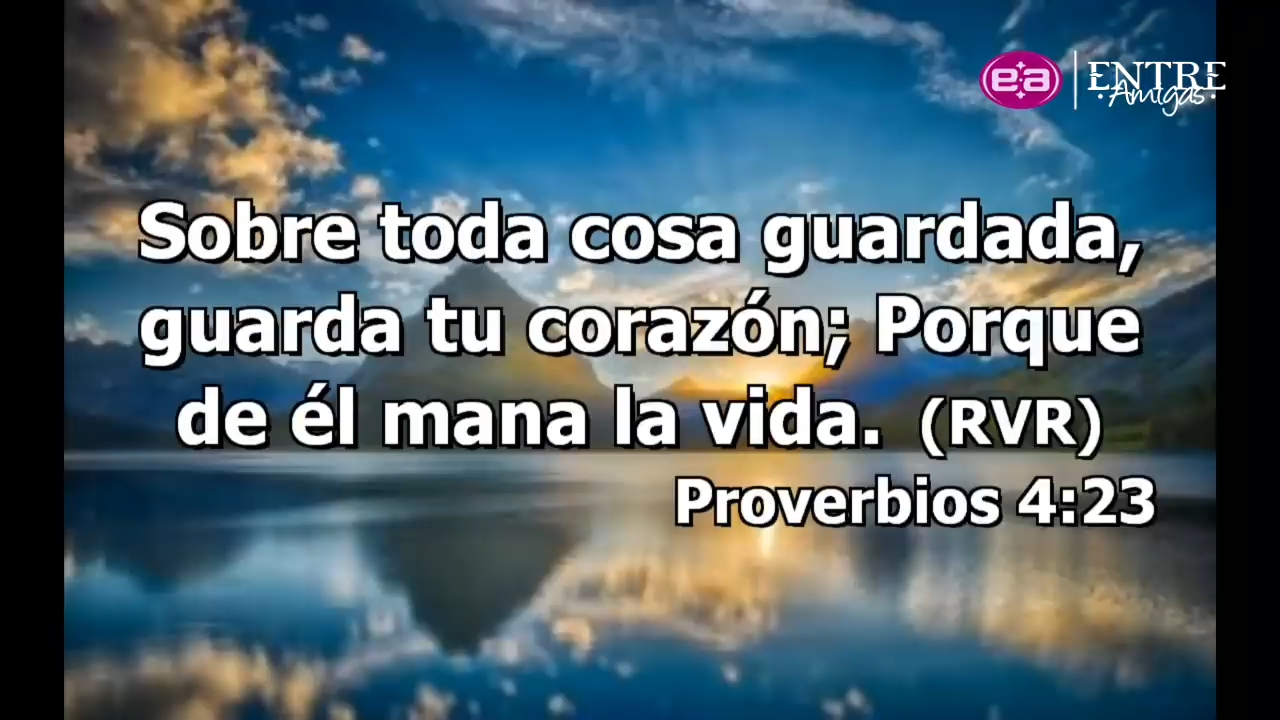 ea
ENTRE
Amigas
Sobre toda cosa guardada,
guarda tu corazón; Porque
de él mana la vida. (RVR)
Proverbios 4:23